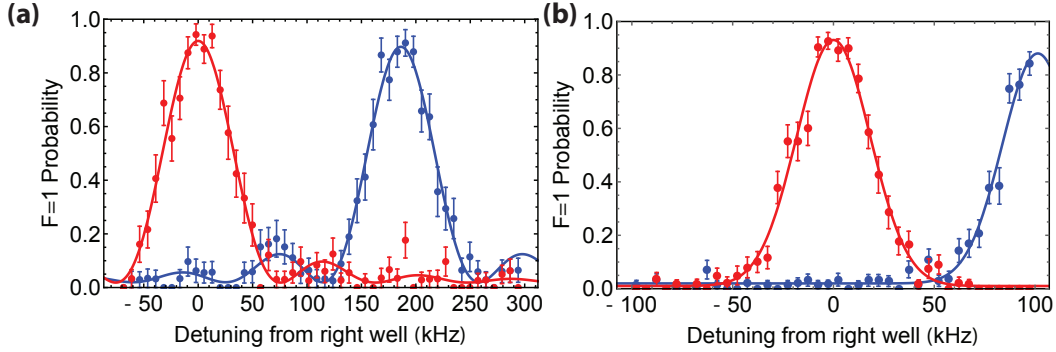 (a)
F=1 Probability
1.0
0.8
0.6
0.4
0.2
0.0
- 50 0 50 100 150 200 250 300
Detuning from right well (kHz)
(b)
F=1 Probability
1.0
0.8
0.6
0.4
0.2
0.0
- 100 - 50 0 50 100
Detuning from right well (kHz)